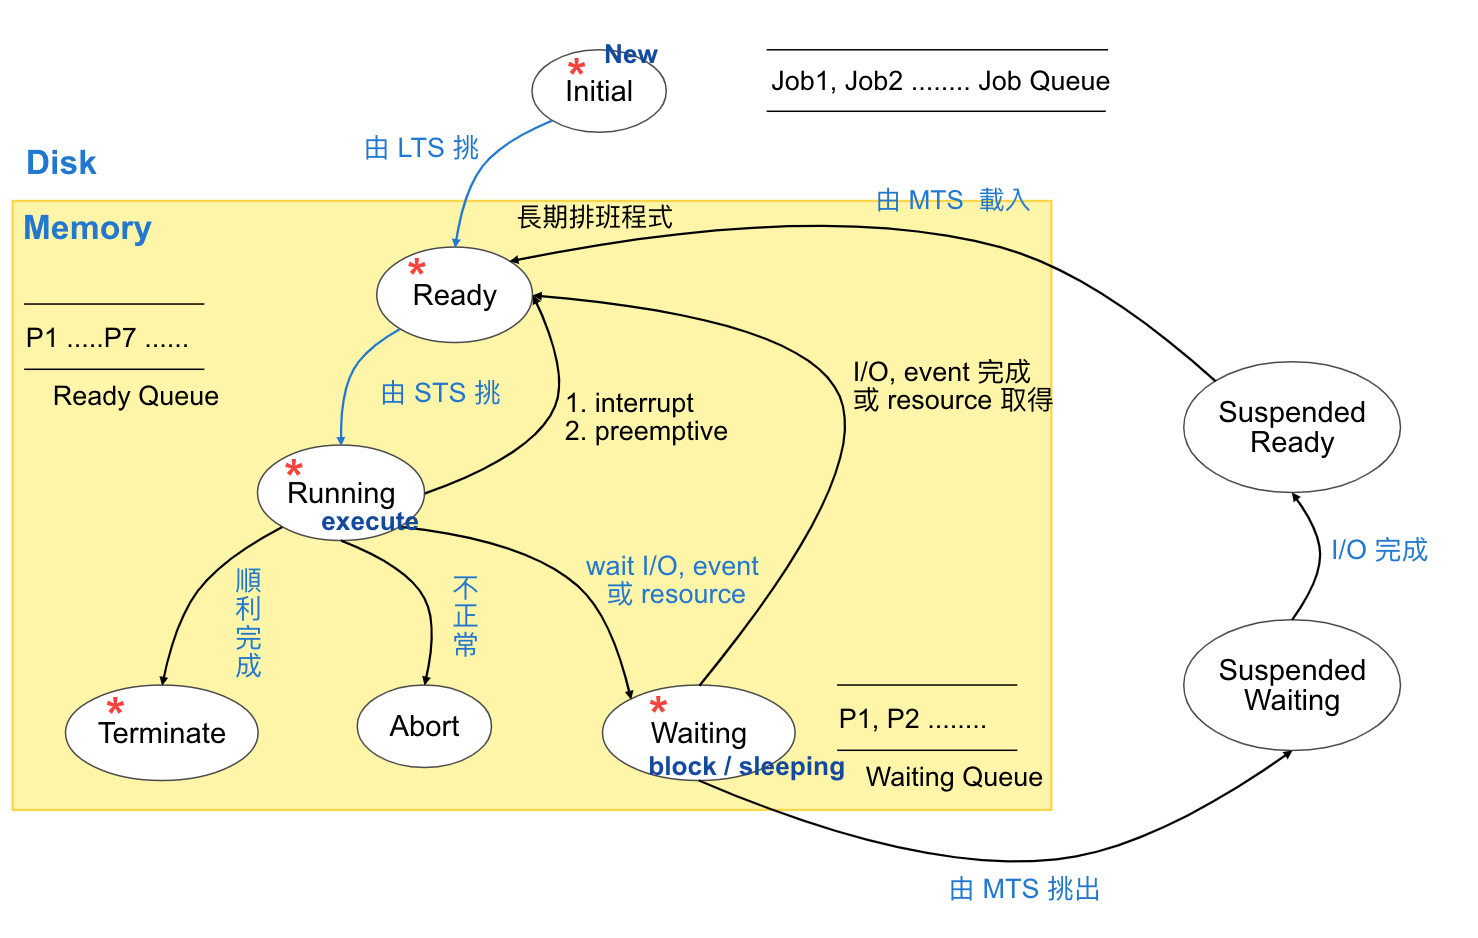 New
*
Initial
Job1, Job2 ........ Job Queue
由 LTS 挑
Disk
由 MTS 載入
Memory
長期排班程式
*
Ready
P1 .....P7 ......
Ready Queue
由 STS 挑
1. interrupt
2. preemptive
I/O, event 完成
或 resource 取得
Suspended
Ready
*
Running
execute
順
利
完
成
不
正
常
wait I/O, event
或 resource
I/O 完成
Suspended
Waiting
*
Terminate
Abort
*
Waiting
block / sleeping
P1, P2 ........
Waiting Queue
由 MTS 挑出